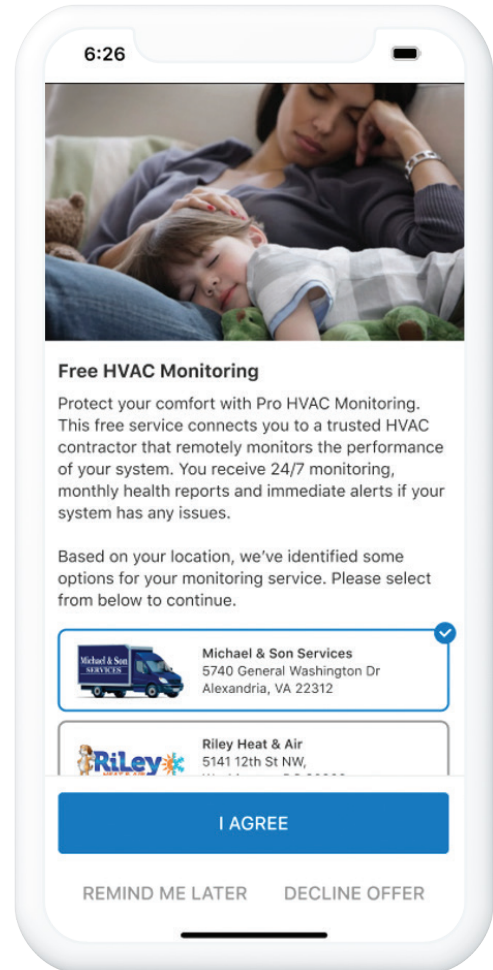 6:26
Free HVAC Monitoring
Protect your comfort with Pro HVAC Monitoring.
This free service connects you to a trusted HVAC
contractor that remotely monitors the performance
of your system. You receive 24/7 monitoring,
monthly health reports and immediate alerts if your
system has any issues.
Based on your location, we’ve identified some
options for your monitoring service. Please select
from below to continue.
Michael & Son
SERVICES
Michael & Son Services
5740 General Washington Dr
Alexandria, VA 22312
RiLey
Riley Heat & Air
5141 12th St NW,
I AGREE
REMIND ME LATER
DECLINE OFFER